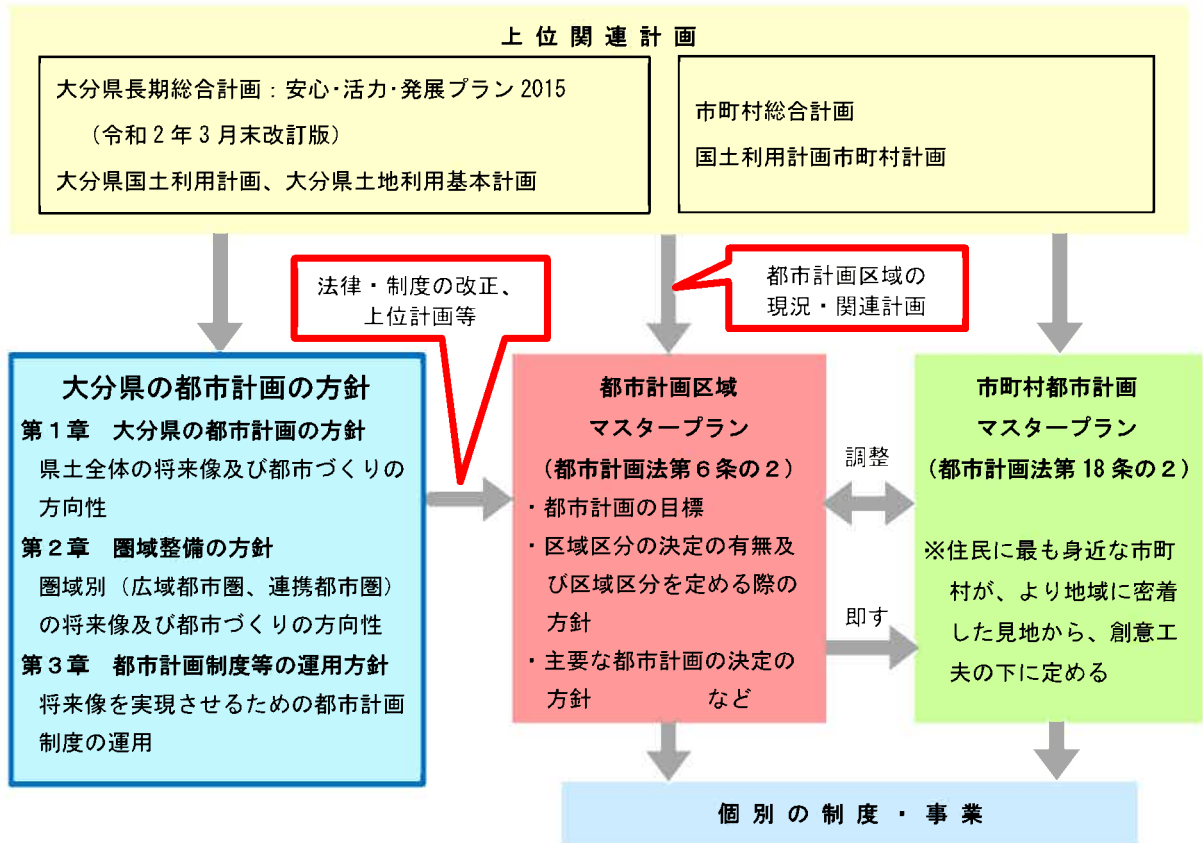 上位関連計画
大分県長期総合計画：安心・活力・発展プラン2015
（令和2年3月末改訂版）
大分県国土利用計画、大分県土地利用基本計画
市町村総合計画
国土利用計画市町村計画
法律・制度の改正、
上位計画等
都市計画区域の
現況・関連計画
大分県の都市計画の方針
第1章　大分県の都市計画の方針
県土全体の将来像及び都市づくりの
方向性
第2章　圏域整備の方針
圏域別（広域都市圏、連携都市圏）
の将来像及び都市づくりの方向性
第3章　都市計画制度等の運用方針
将来像を実現させるための都市計画
制度の運用
都市計画区域
マスタープラン
（都市計画法第6条の2）
・都市計画の目標
・区域区分の決定の有無及
び区域区分を定める際の
方針
・主要な都市計画の決定の
方針　　　　など
調整
即す
市町村都市計画
マスタープラン
（都市計画法第18条の2）
※住民に最も身近な市町
村が、より地域に密着
した見地から、創意工
夫の下に定める
個別の制度・事業